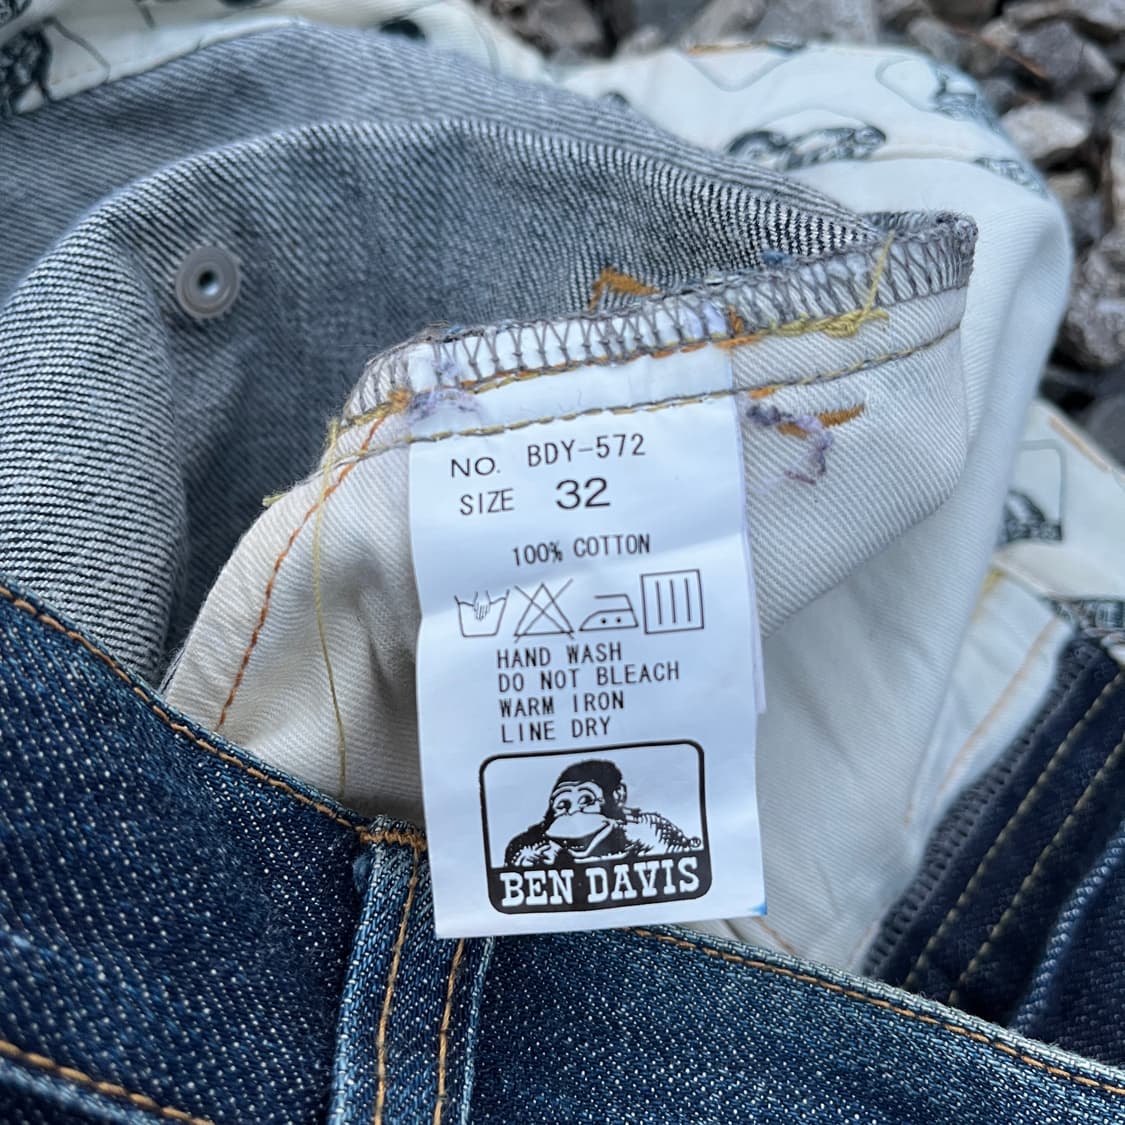 NO. BDY-572
SIZE 32
100% COTTON
HAND WASH
DO NOT BLEACH
WARM IRON
LINE DRY
®
BEN DAVIS